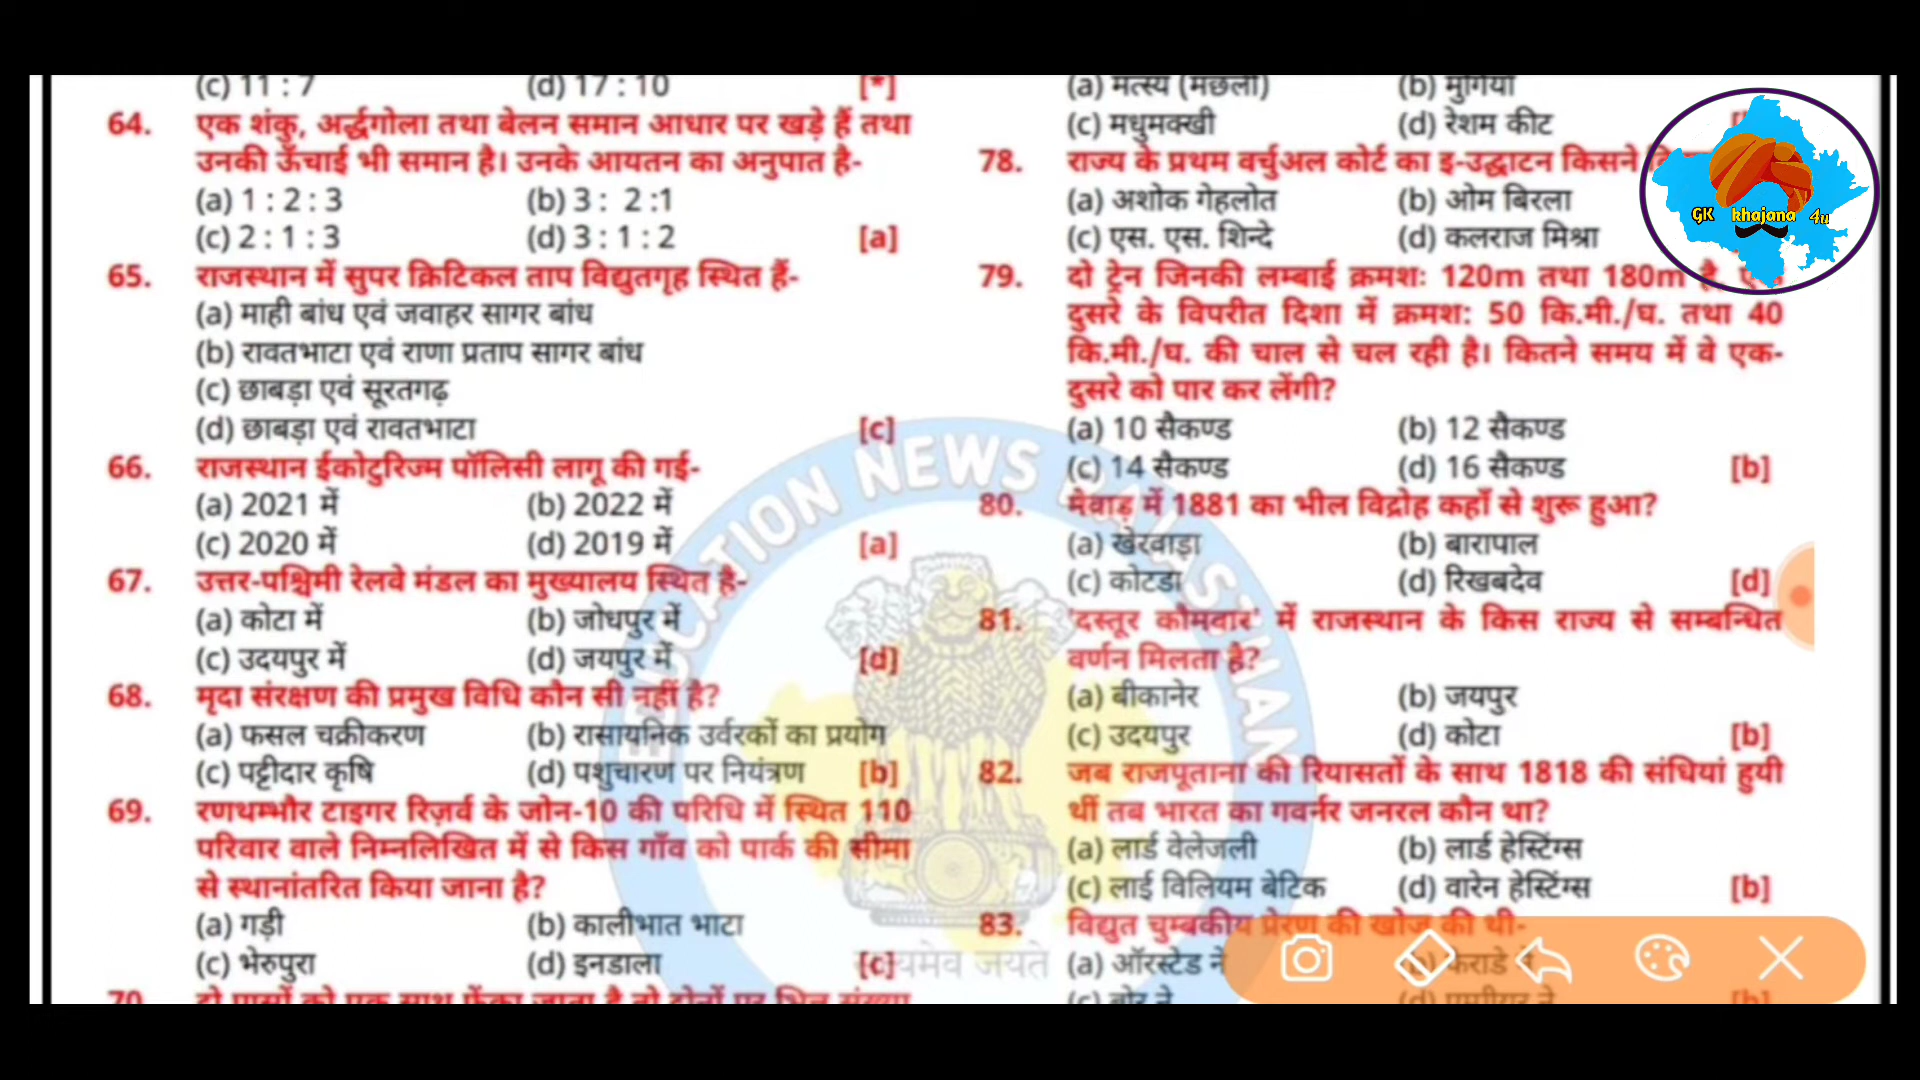 (c) 11 : 7 (d) 17 : 10 [*]
64. एक शंकु, अर्द्धगोला तथा बेलन समान आधार पर खड़े हैं तथा
उनकी ऊँचाई भी समान है। उनके आयतन का अनुपात है-
(a) 1 : 2 : 3 (b) 3 : 2 :1
(c) 2 : 1 : 3 (d) 3 : 1 : 2 [a]
65. राजस्थान में सुपर क्रिटिकल ताप विद्युतगृह स्थित हैं-
(a) माही बांध एवं जवाहर सागर बांध
(b) रावतभाटा एवं राणा प्रताप सागर बांध
(c) छाबड़ा एवं सूरतगढ़
(d) छाबड़ा एवं रावतभाटा [c]
66. राजस्थान ईकोटुरिज्म पॉलिसी लागू की गई-
(a) 2021 में (b) 2022 में
(c) 2020 में (d) 2019 में [a]
67. उत्तर-पश्चिमी रेलवे मंडल का मुख्यालय स्थित है-
(a) कोटा में (b) जोधपुर में
(c) उदयपुर में (d) जयपुर में [d]
68. मृदा संरक्षण की प्रमुख विधि कौन सी नहीं है?
(a) फसल चक्रीकरण (b) रासायनिक उर्वरकों का प्रयोग
(c) पट्टीदार कृषि (d) पशुचारण पर नियंत्रण [b]
69. रणथम्भौर टाइगर रिज़र्व के जोन-10 की परिधि में स्थित 110
परिवार वाले निम्नलिखित में से किस गाँव को पार्क की सीमा
से स्थानांतरित किया जाना है?
(a) गड़ी (b) कालीभात भाटा
(c) भेरुपुरा (d) इनडाला [c]
(a) मत्स्य (मछली) (b) मुर्गियां
(c) मधुमक्खी (d) रेशम कीट
78. राज्य के प्रथम वर्चुअल कोर्ट का इ-उद्घाटन किसने
(a) अशोक गेहलोत (b) ओम बिरला
(c) एस. एस. शिन्दे (d) कलराज मिश्रा
79. दो ट्रेन जिनकी लम्बाई क्रमशः 120m तथा 180m है,
दुसरे के विपरीत दिशा में क्रमश: 50 कि.मी./घ. तथा 40
कि.मी./घ. की चाल से चल रही है। कितने समय में वे एक-
दुसरे को पार कर लेंगी?
(a) 10 सैकण्ड (b) 12 सैकण्ड
(c) 14 सैकण्ड (d) 16 सैकण्ड [b]
80. मेवाड़ में 1881 का भील विद्रोह कहाँ से शुरू हुआ?
(a) खेरवाड़ा (b) बारापाल
(c) कोटडा (d) रिखबदेव [d]
81. 'दस्तूर कौमवार' में राजस्थान के किस राज्य से सम्बन्धित
वर्णन मिलता है?
(a) बीकानेर (b) जयपुर
(c) उदयपुर (d) कोटा [b]
82. जब राजपूताना की रियासतों के साथ 1818 की संधियां हुयी
थीं तब भारत का गवर्नर जनरल कौन था?
(a) लार्ड वेलेजली (b) लार्ड हेस्टिंग्स
(c) लाई विलियम बेटिक (d) वारेन हेस्टिंग्स [b]
83. विद्युत चुम्बकीय प्रेरण की खोज की थी-
(a) ऑरस्टेड ने (b) फेराडे ने
GK khajana 4u
EDUCATION NEWS RAJASTHAN